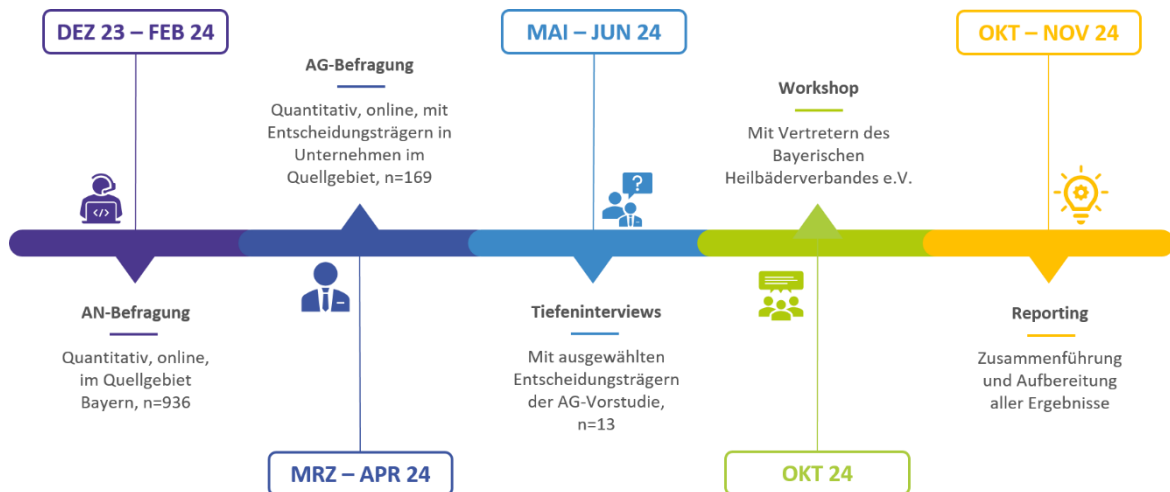 DEZ 23 – FEB 24
AN-Befragung
Quantitativ, online,
im Quellgebiet
Bayern, n=936
AG-Befragung
Quantitativ, online, mit
Entscheidungsträgern in
Unternehmen im
Quellgebiet, n=169
MRZ – APR 24
MAI – JUN 24
Tiefeninterviews
Mit ausgewählten
Entscheidungsträgern
der AG-Vorstudie,
n=13
Workshop
Mit Vertretern des
Bayerischen
Heilbäderverbandes e.V.
OKT 24
OKT – NOV 24
Reporting
Zusammenführung
und Aufbereitung
aller Ergebnisse